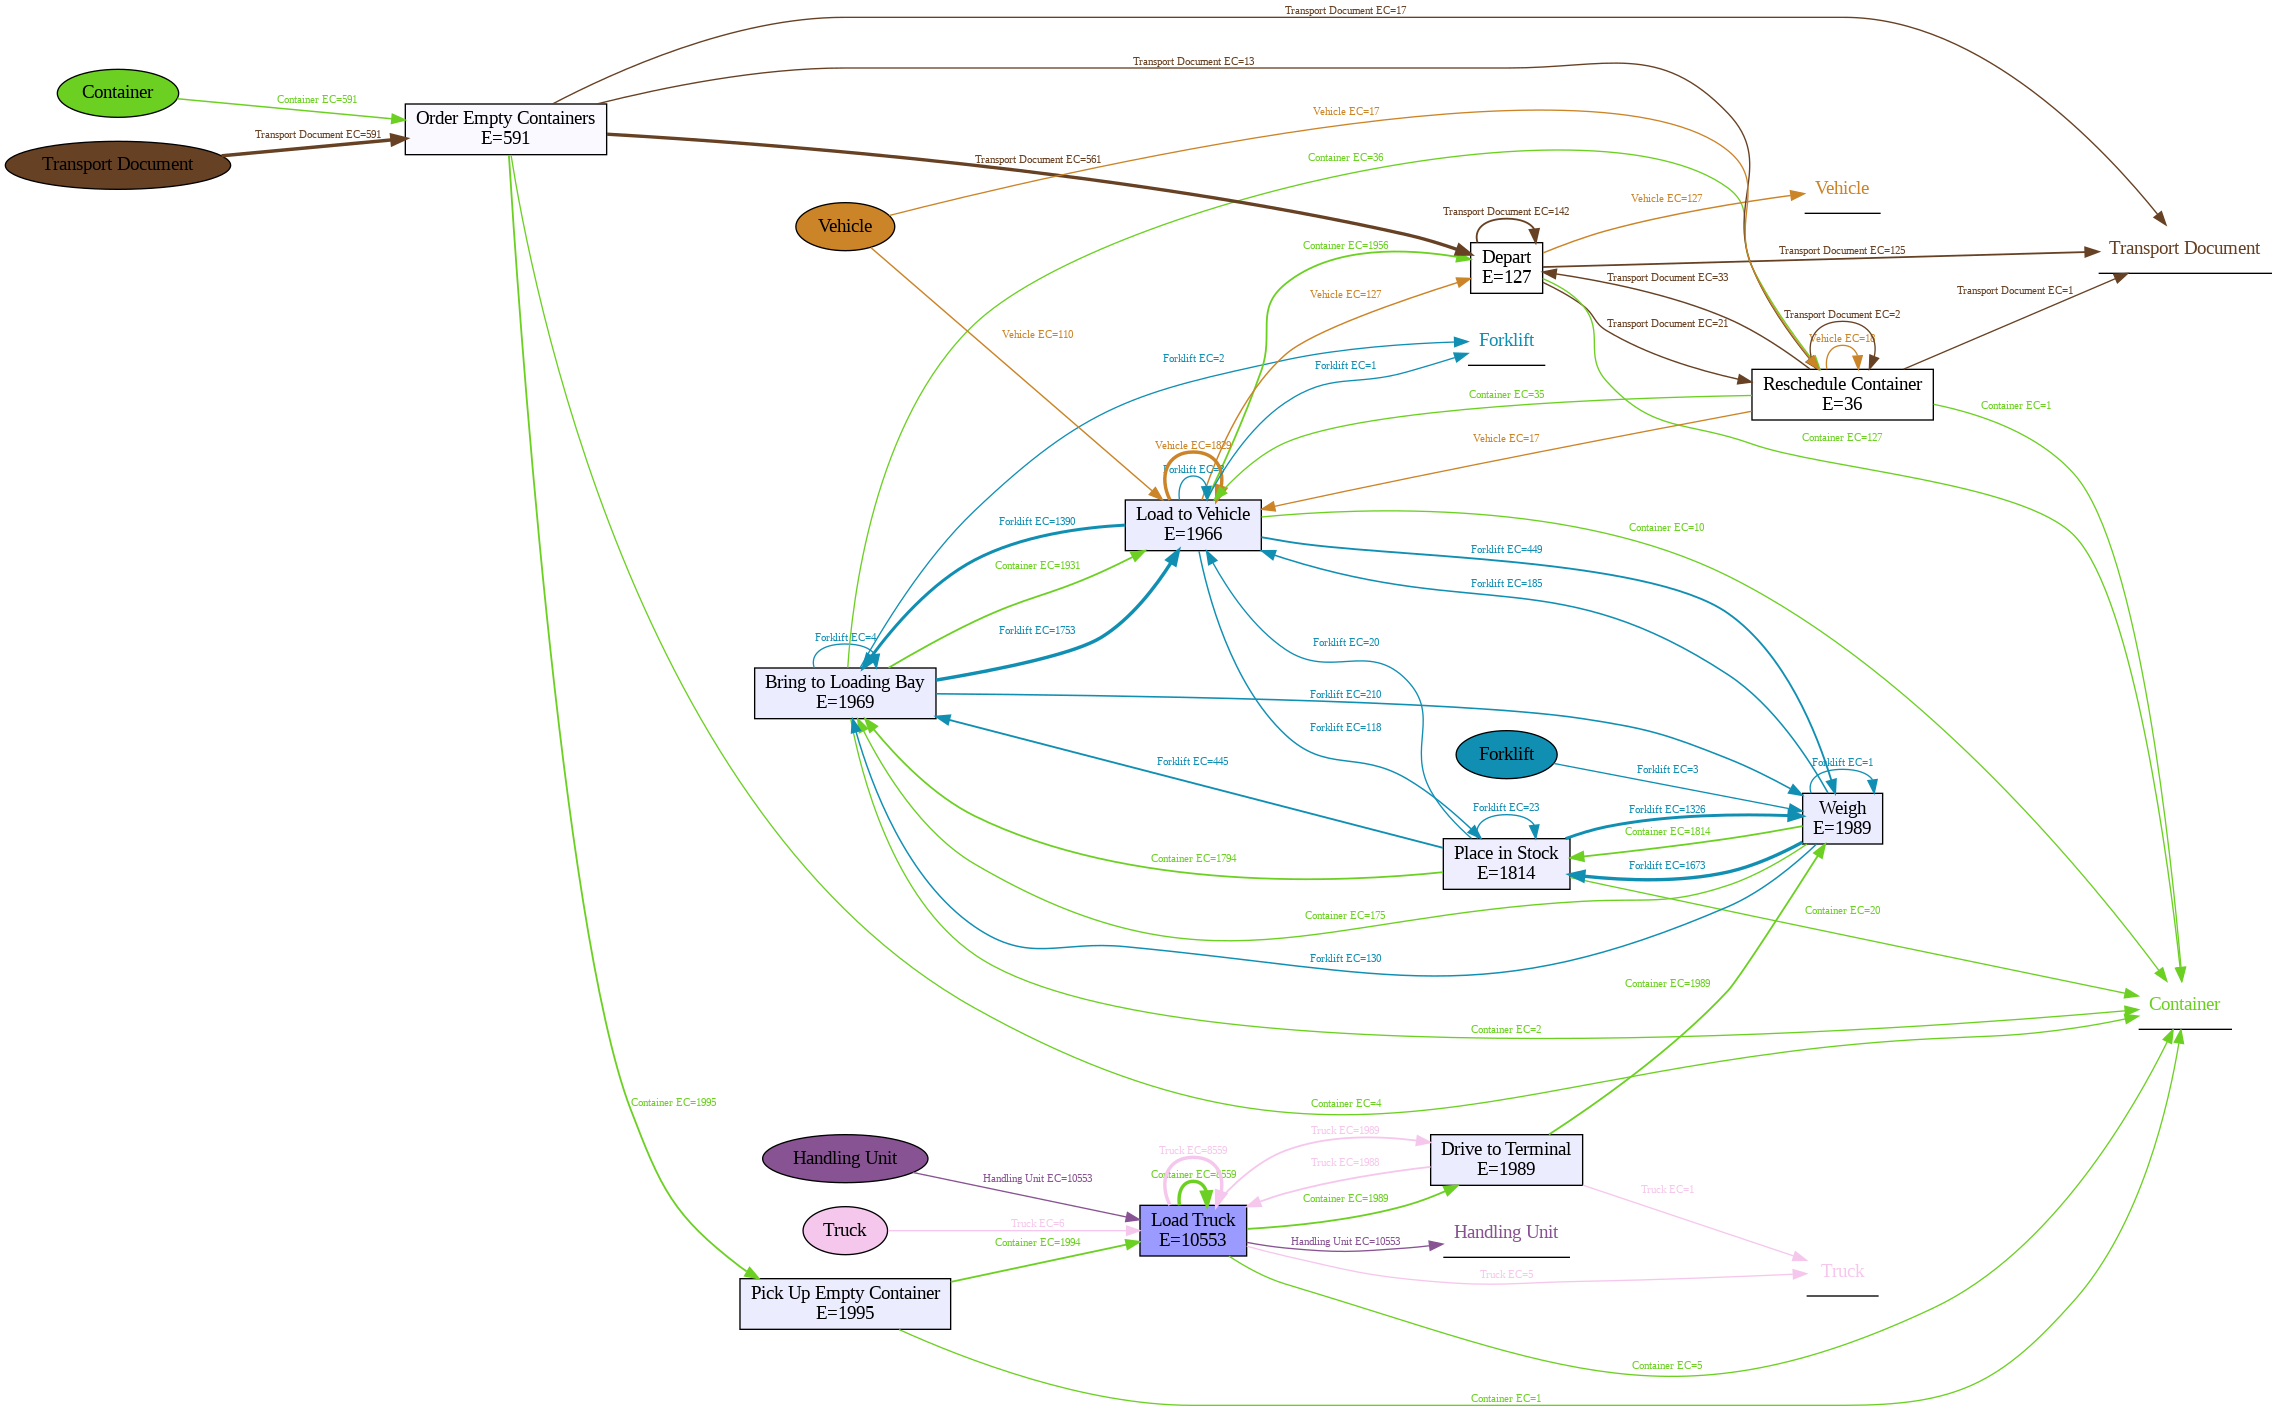 Transport Document EC=17
Transport Document EC=13
Container
Container EC=591
Transport Document EC=591
Transport Document
Order Empty Containers
E=591
Transport Document EC=561
Vehicle EC=17
Container EC=36
Vehicle
Vehicle EC=127
Vehicle
Transport Document EC=142
Container EC=1956
Depart
E=127
Transport Document EC=125
Transport Document
Transport Document EC=33
Vehicle EC=127
Transport Document EC=1
Transport Document EC=21
Transport Document EC=2
Vehicle EC=110
Forklift
Forklift EC=2
Forklift EC=1
Reschedule Container
E=36
Container EC=35
Container EC=1
Vehicle EC=17
Container EC=127
Vehicle EC=1829
Load to Vehicle
E=1966
Forklift EC=1390
Container EC=10
Forklift EC=449
Container EC=1931
Forklift EC=185
Forklift EC=4
Forklift EC=1753
Forklift EC=20
Bring to Loading Bay
E=1969
Forklift EC=210
Forklift EC=118
Forklift
Forklift EC=445
Forklift EC=3
Forklift EC=1
Forklift EC=23
Forklift EC=1326
Weigh
E=1989
Container EC=1814
Place in Stock
E=1814
Container EC=1794
Forklift EC=1673
Container EC=175
Container EC=20
Forklift EC=130
Container EC=1989
Container
Container EC=2
Container EC=1995
Container EC=4
Handling Unit
Handling Unit EC=10553
Truck EC=8559
Container EC=8559
Truck EC=1989
Truck EC=1988
Drive to Terminal
E=1989
Container EC=1989
Truck EC=1
Truck
Truck EC=6
Load Truck
E=10553
Handling Unit EC=10553
Handling Unit
Container EC=1994
Truck EC=5
Truck
Pick Up Empty Container
E=1995
Container EC=5
Container EC=1